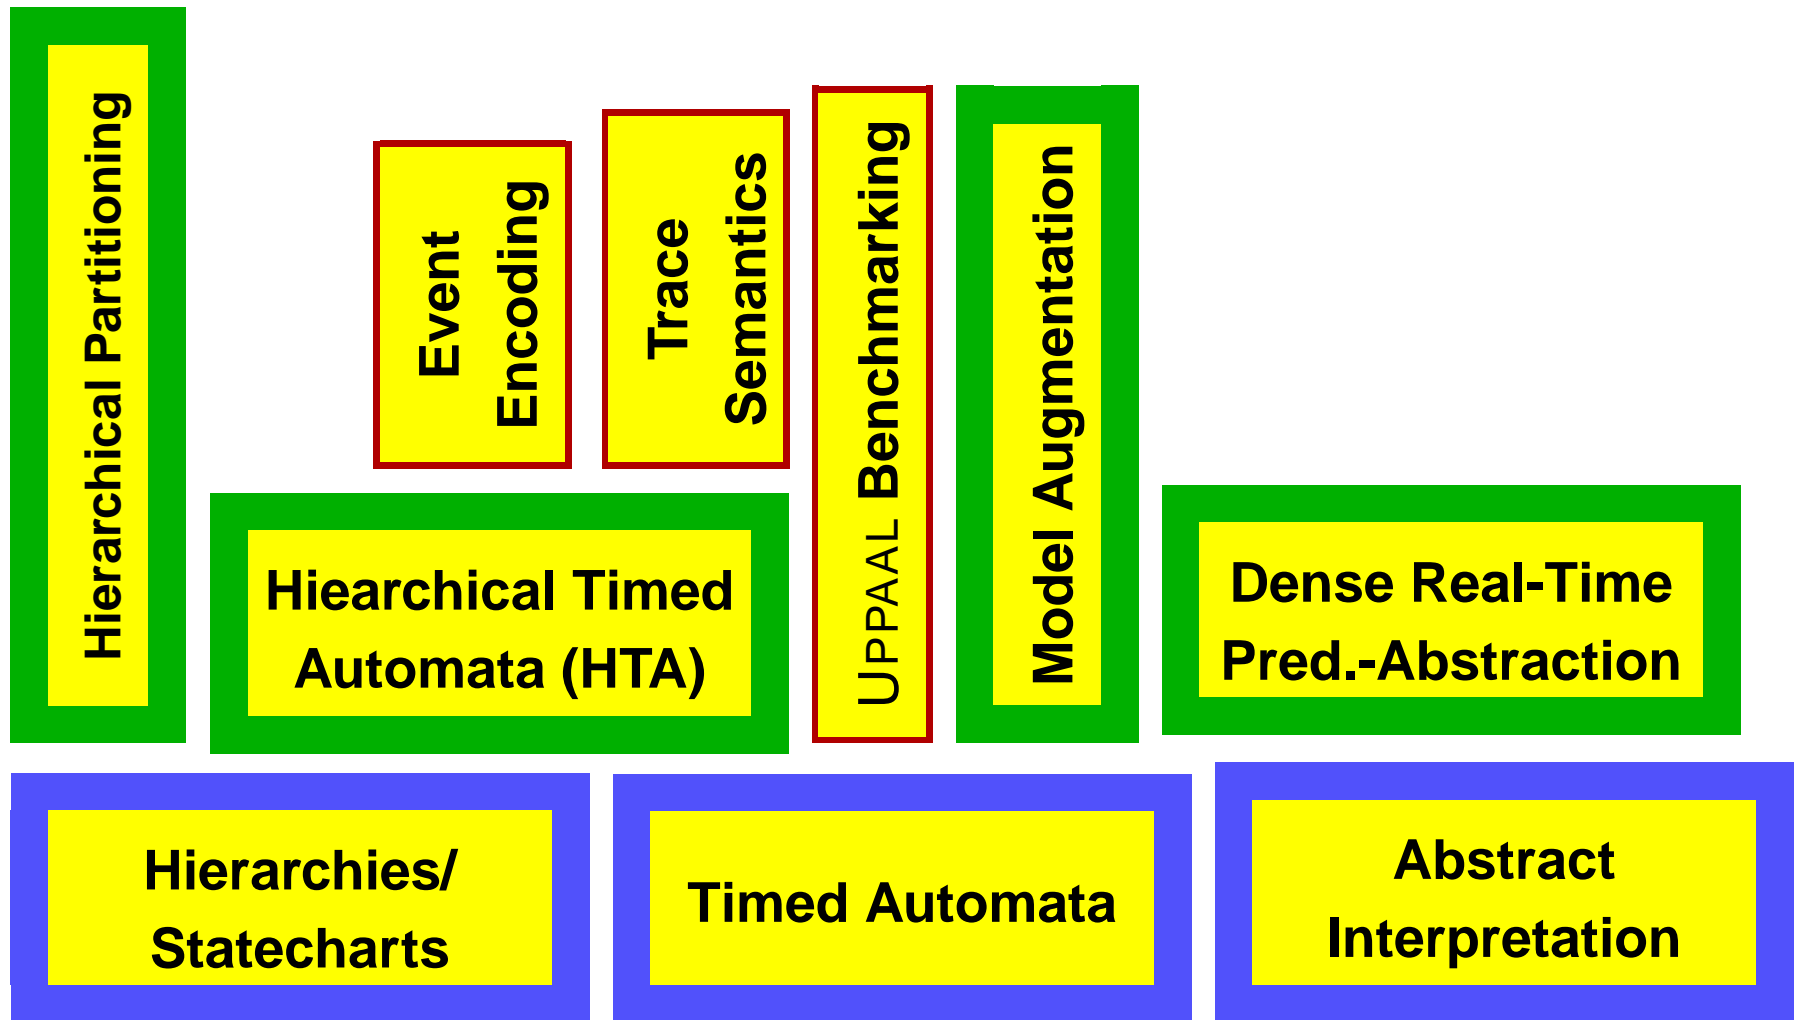 Hierarchical Partitioning
Event
Encoding
Trace
Semantics
UPPAAL Benchmarking
Model Augmentation
Hiearchical Timed
Automata (HTA)
Dense Real-Time
Pred.-Abstraction
Hierarchies/
Statecharts
Timed Automata
Abstract
Interpretation